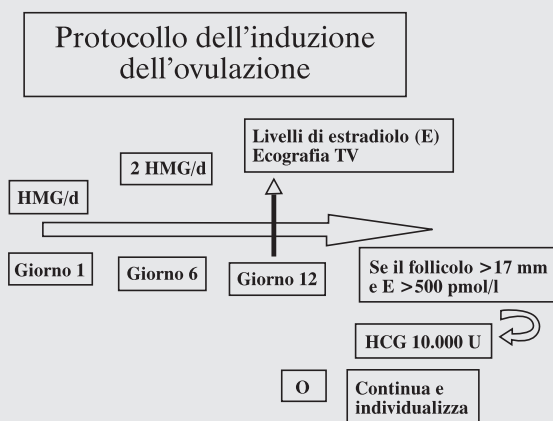 Protocollo dell'induzione
dell'ovulazione
Livelli di estradiolo (E)
Ecografia TV
2 HMG/d
HMG/d
Giorno 1
Giorno 6
Giorno 12
Se il follicolo >17 mm
e E >500 pmol/l
HCG 10.000 U
O
Continua e
individualizza